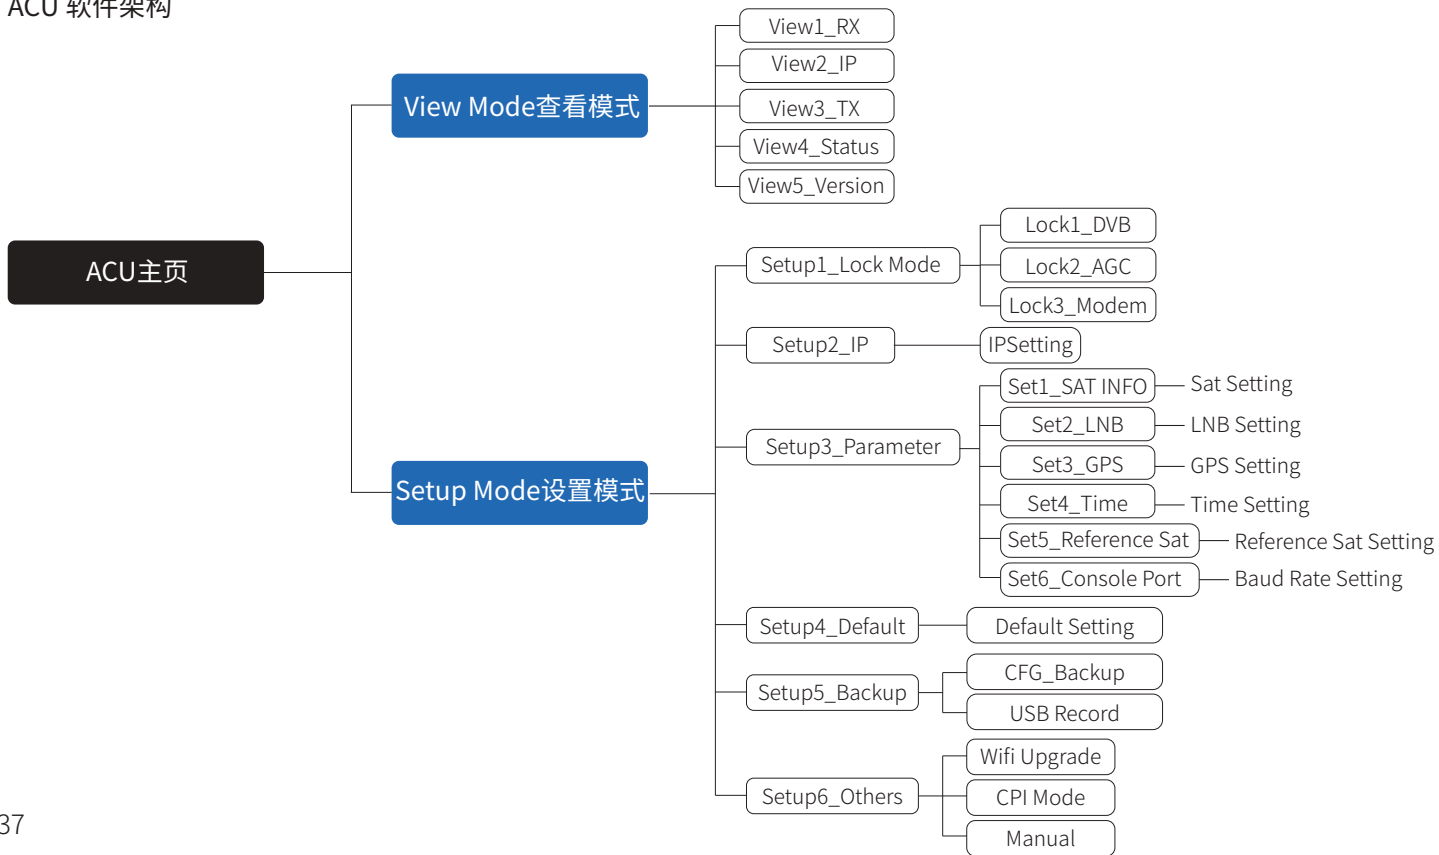 ACU 软件架构
View1_RX
View2_IP
View Mode查看模式
View3_TX
View4_Status
View5_Version
ACU主页
Setup Mode设置模式
Setup1_Lock Mode
Lock1_DVB
Lock2_AGC
Lock3_Modem
Setup2_IP
IPSetting
Setup3_Parameter
Set1_SAT INFO
Sat Setting
Set2_LNB
LNB Setting
Set3_GPS
GPS Setting
Set4_Time
Time Setting
Set5_Reference Sat
Reference Sat Setting
Set6_Console Port
Baud Rate Setting
Setup4_Default
Default Setting
Setup5_Backup
CFG_Backup
USB Record
Setup6_Others
Wifi Upgrade
CPI Mode
Manual
37